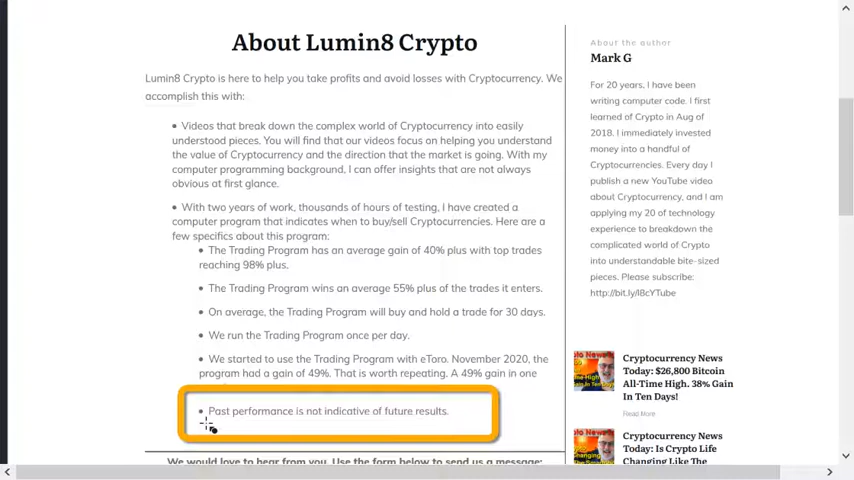 About Lumin8 Crypto
Lumin8 Crypto is here to help you take profits and avoid losses with Cryptocurrency. We
accomplish this with:
• Videos that break down the complex world of Cryptocurrency into easily
understood pieces. You will find that our videos focus on helping you understand
the value of Cryptocurrency and the direction that the market is going. With my
computer programming background, I can offer insights that are not always
obvious at first glance.
• With two years of work, thousands of hours of testing, I have created a
computer program that indicates when to buy/sell Cryptocurrencies. Here are a
few specifics about this program:
• The Trading Program has an average gain of 40% plus with top trades
reaching 98% plus.
• The Trading Program wins an average 55% plus of the trades it enters.
• On average, the Trading Program will buy and hold a trade for 30 days.
• We run the Trading Program once per day.
• We started to use the Trading Program with eToro. November 2020, the
program had a gain of 49%. That is worth repeating. A 49% gain in one
• Past performance is not indicative of future results.
We would love to hear from you. Use the form below to send us a message:
About the author
Mark G
For 20 years, I have been
writing computer code. I first
learned of Crypto in Aug of
2018. I immediately invested
money into a handful of
Cryptocurrencies. Every day I
publish a new YouTube video
about Cryptocurrency, and I am
applying my 20 of technology
experience to breakdown the
complicated world of Crypto
into understandable bite-sized
pieces. Please subscribe:
http://bit.ly/l8cYTube
Cryptocurrency News
Today: $26,800 Bitcoin
All-Time High, 38% Gain
In Ten Days!
Read More
Cryptocurrency News
Today: Is Crypto Life
Changing Like The